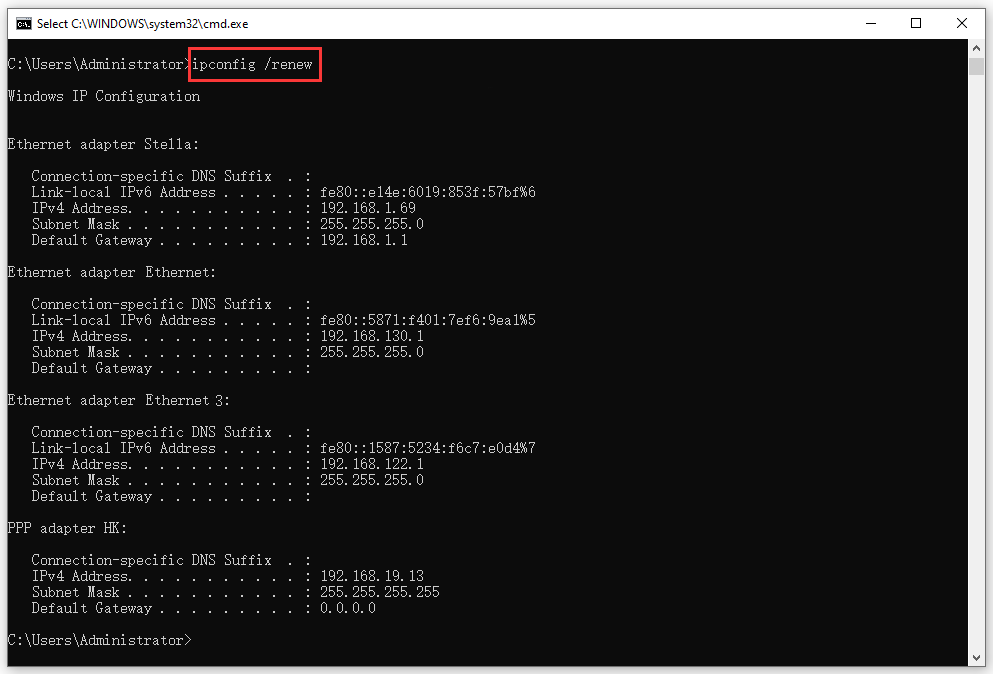 Select C:\WINDOWS\system32\cmd.exe
C:\Users\Administrator>ipconfig /renew
Windows IP Configuration
Ethernet adapter Stella:
Connection-specific DNS Suffix . :
Link-local IPv6 Address . . . . . : fe80::e14e:6019:853f:57bf%6
IPv4 Address. . . . . . . . . . . : 192.168.1.69
Subnet Mask . . . . . . . . . . . : 255.255.255.0
Default Gateway . . . . . . . . . : 192.168.1.1
Ethernet adapter Ethernet:
Connection-specific DNS Suffix . :
Link-local IPv6 Address . . . . . : fe80::5871:f401:7ef6:9ea1%5
IPv4 Address. . . . . . . . . . . : 192.168.130.1
Subnet Mask . . . . . . . . . . . : 255.255.255.0
Default Gateway . . . . . . . . . :
Ethernet adapter Ethernet 3:
Connection-specific DNS Suffix . :
Link-local IPv6 Address . . . . . : fe80::1587:5234:f6c7:e0d4%7
IPv4 Address. . . . . . . . . . . : 192.168.122.1
Subnet Mask . . . . . . . . . . . : 255.255.255.0
Default Gateway . . . . . . . . . :
PPP adapter HK:
Connection-specific DNS Suffix . :
IPv4 Address. . . . . . . . . . . : 192.168.19.13
Subnet Mask . . . . . . . . . . . : 255.255.255.255
Default Gateway . . . . . . . . . : 0.0.0.0
C:\Users\Administrator>